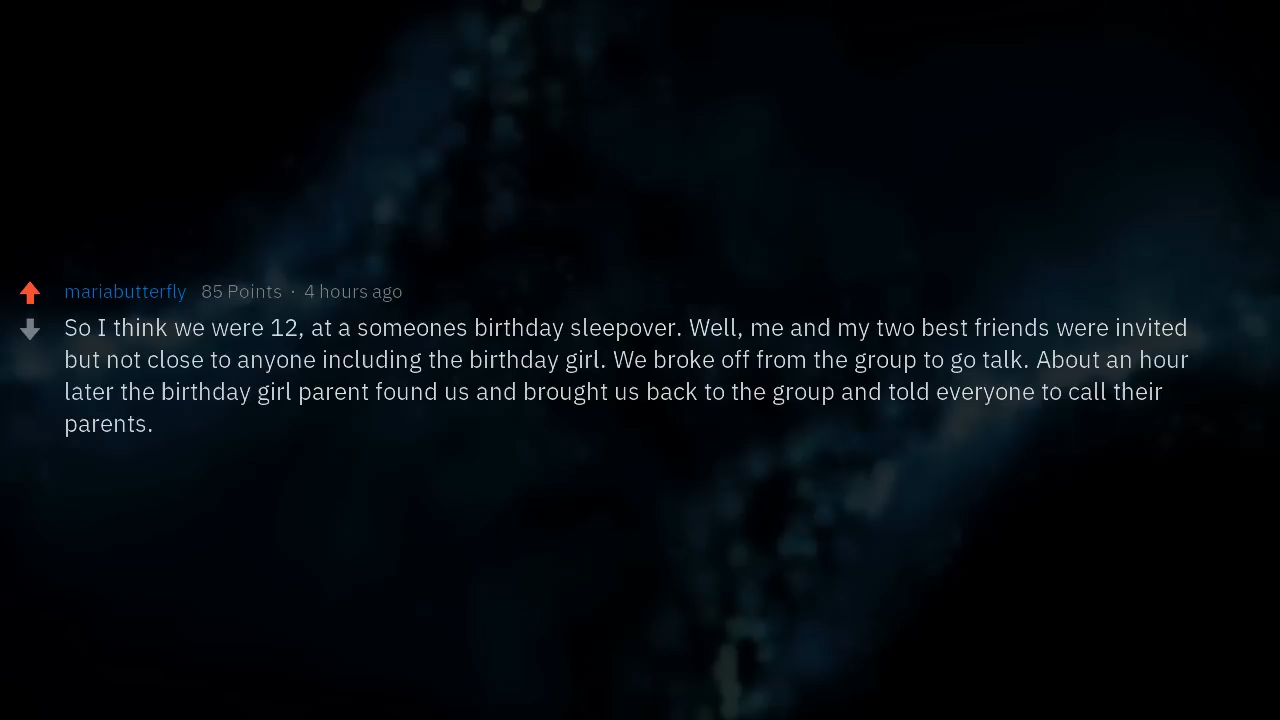 mariabutterfly 85 Points · 4 hours ago
So I think we were 12, at a someones birthday sleepover. Well, me and my two best friends were invited
but not close to anyone including the birthday girl. We broke off from the group to go talk. About an hour
later the birthday girl parent found us and brought us back to the group and told everyone to call their
parents.